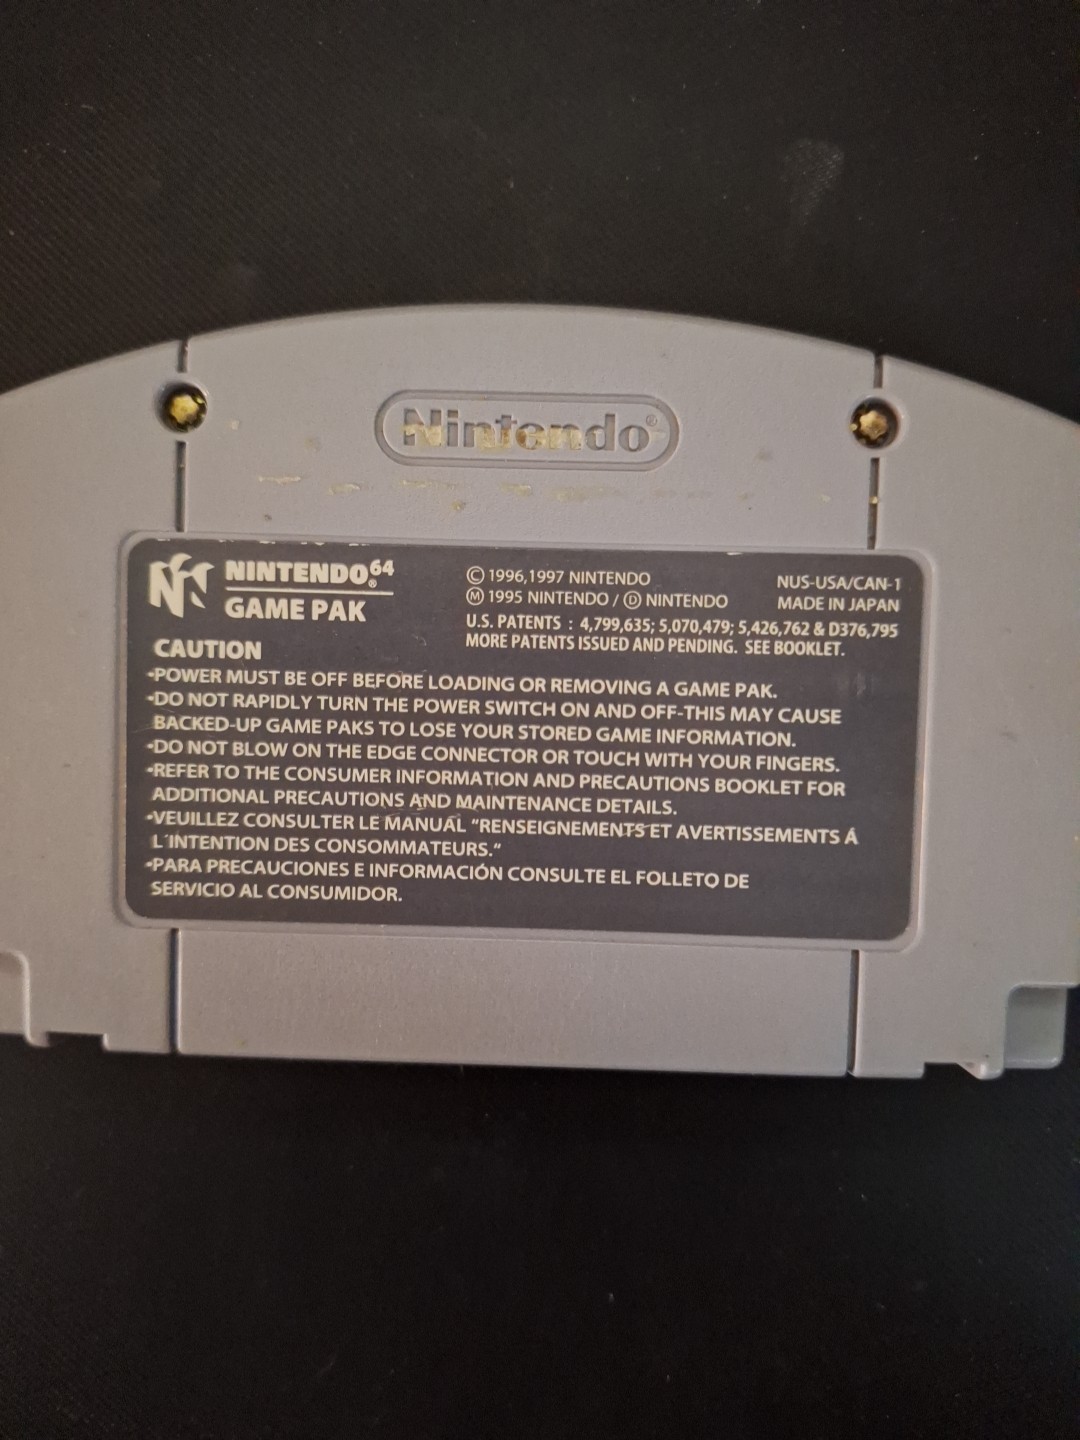 Nintendo®
NINTENDO®64
GAME PAK
© 1996,1997 NINTENDO
Ⓜ 1995 NINTENDO / Ⓓ NINTENDO
NUS-USA/CAN-1
MADE IN JAPAN
U.S. PATENTS : 4,799,635; 5,070,479; 5,426,762 & D376,795
MORE PATENTS ISSUED AND PENDING. SEE BOOKLET.
CAUTION
•POWER MUST BE OFF BEFORE LOADING OR REMOVING A GAME PAK.
•DO NOT RAPIDLY TURN THE POWER SWITCH ON AND OFF-THIS MAY CAUSE
BACKED-UP GAME PAKS TO LOSE YOUR STORED GAME INFORMATION.
•DO NOT BLOW ON THE EDGE CONNECTOR OR TOUCH WITH YOUR FINGERS.
•REFER TO THE CONSUMER INFORMATION AND PRECAUTIONS BOOKLET FOR
ADDITIONAL PRECAUTIONS AND MAINTENANCE DETAILS.
•VEUILLEZ CONSULTER LE MANUAL "RENSEIGNEMENTS ET AVERTISSEMENTS Á
L´INTENTION DES CONSOMMATEURS."
•PARA PRECAUCIONES E INFORMACIÓN CONSULTE EL FOLLETO DE
SERVICIO AL CONSUMIDOR.